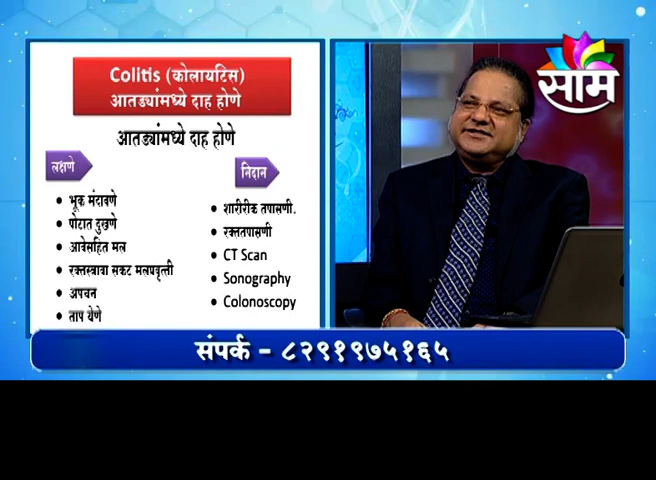 Colitis (कोलायटिस)
आतड्यांमध्ये दाह होणे
आतड्यांमध्ये दाह होणे
लक्षणे
• भूक मंदावणे
• पोटात दुखणे
• आवेसहित मल
• रक्तस्त्रावा सकट मलप्रवृत्ती
• अपचन
• ताप येणे
निदान
• शारीरीक तपासणी.
• रक्ततपासणी
• CT Scan
• Sonography
• Colonoscopy
साम
संपर्क - ८२९१९७५१६५